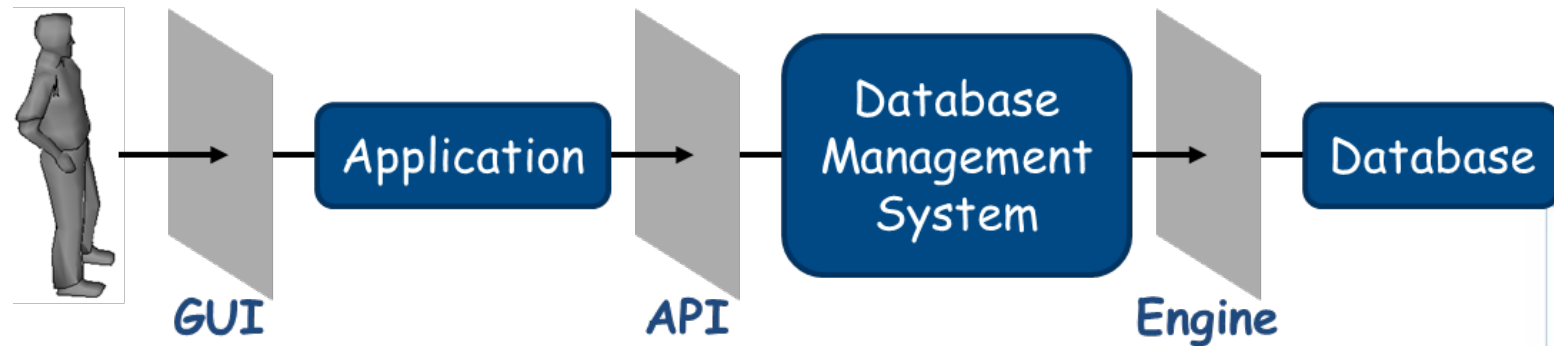 Application
Database
Management
System
Database
GUI
API
Engine